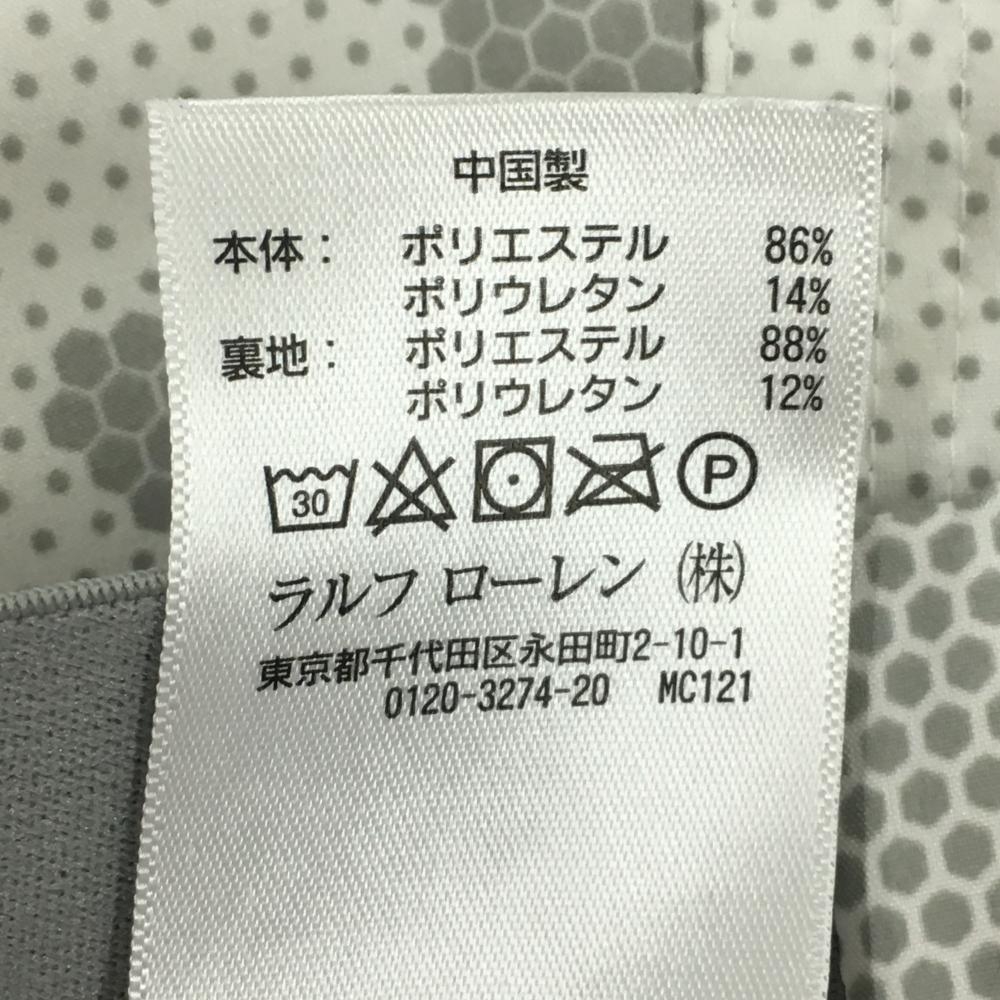 中国製
本体： ポリエステル 86%
ポリウレタン 14%
裏地： ポリエステル 88%
ポリウレタン 12%
30 P
ラルフ ローレン ㈱
東京都千代田区永田町2-10-1
0120-3274-20 MC121